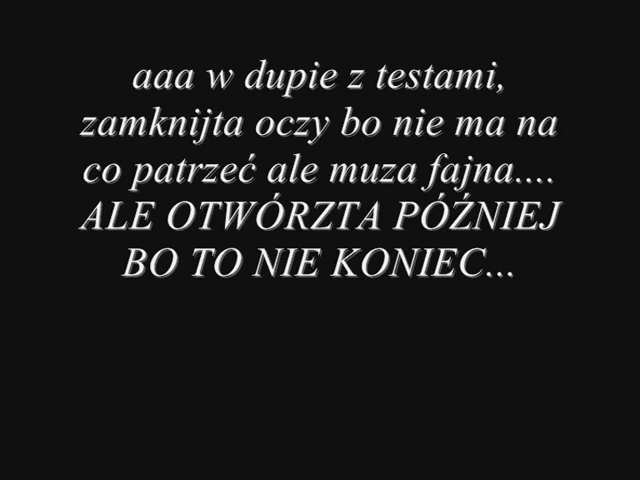 aaa w dupie z testami,
zamknijta oczy bo nie ma na
co patrzeć ale muza fajna....
ALE OTWÓRZTA PÓŹNIEJ
BO TO NIE KONIEC...